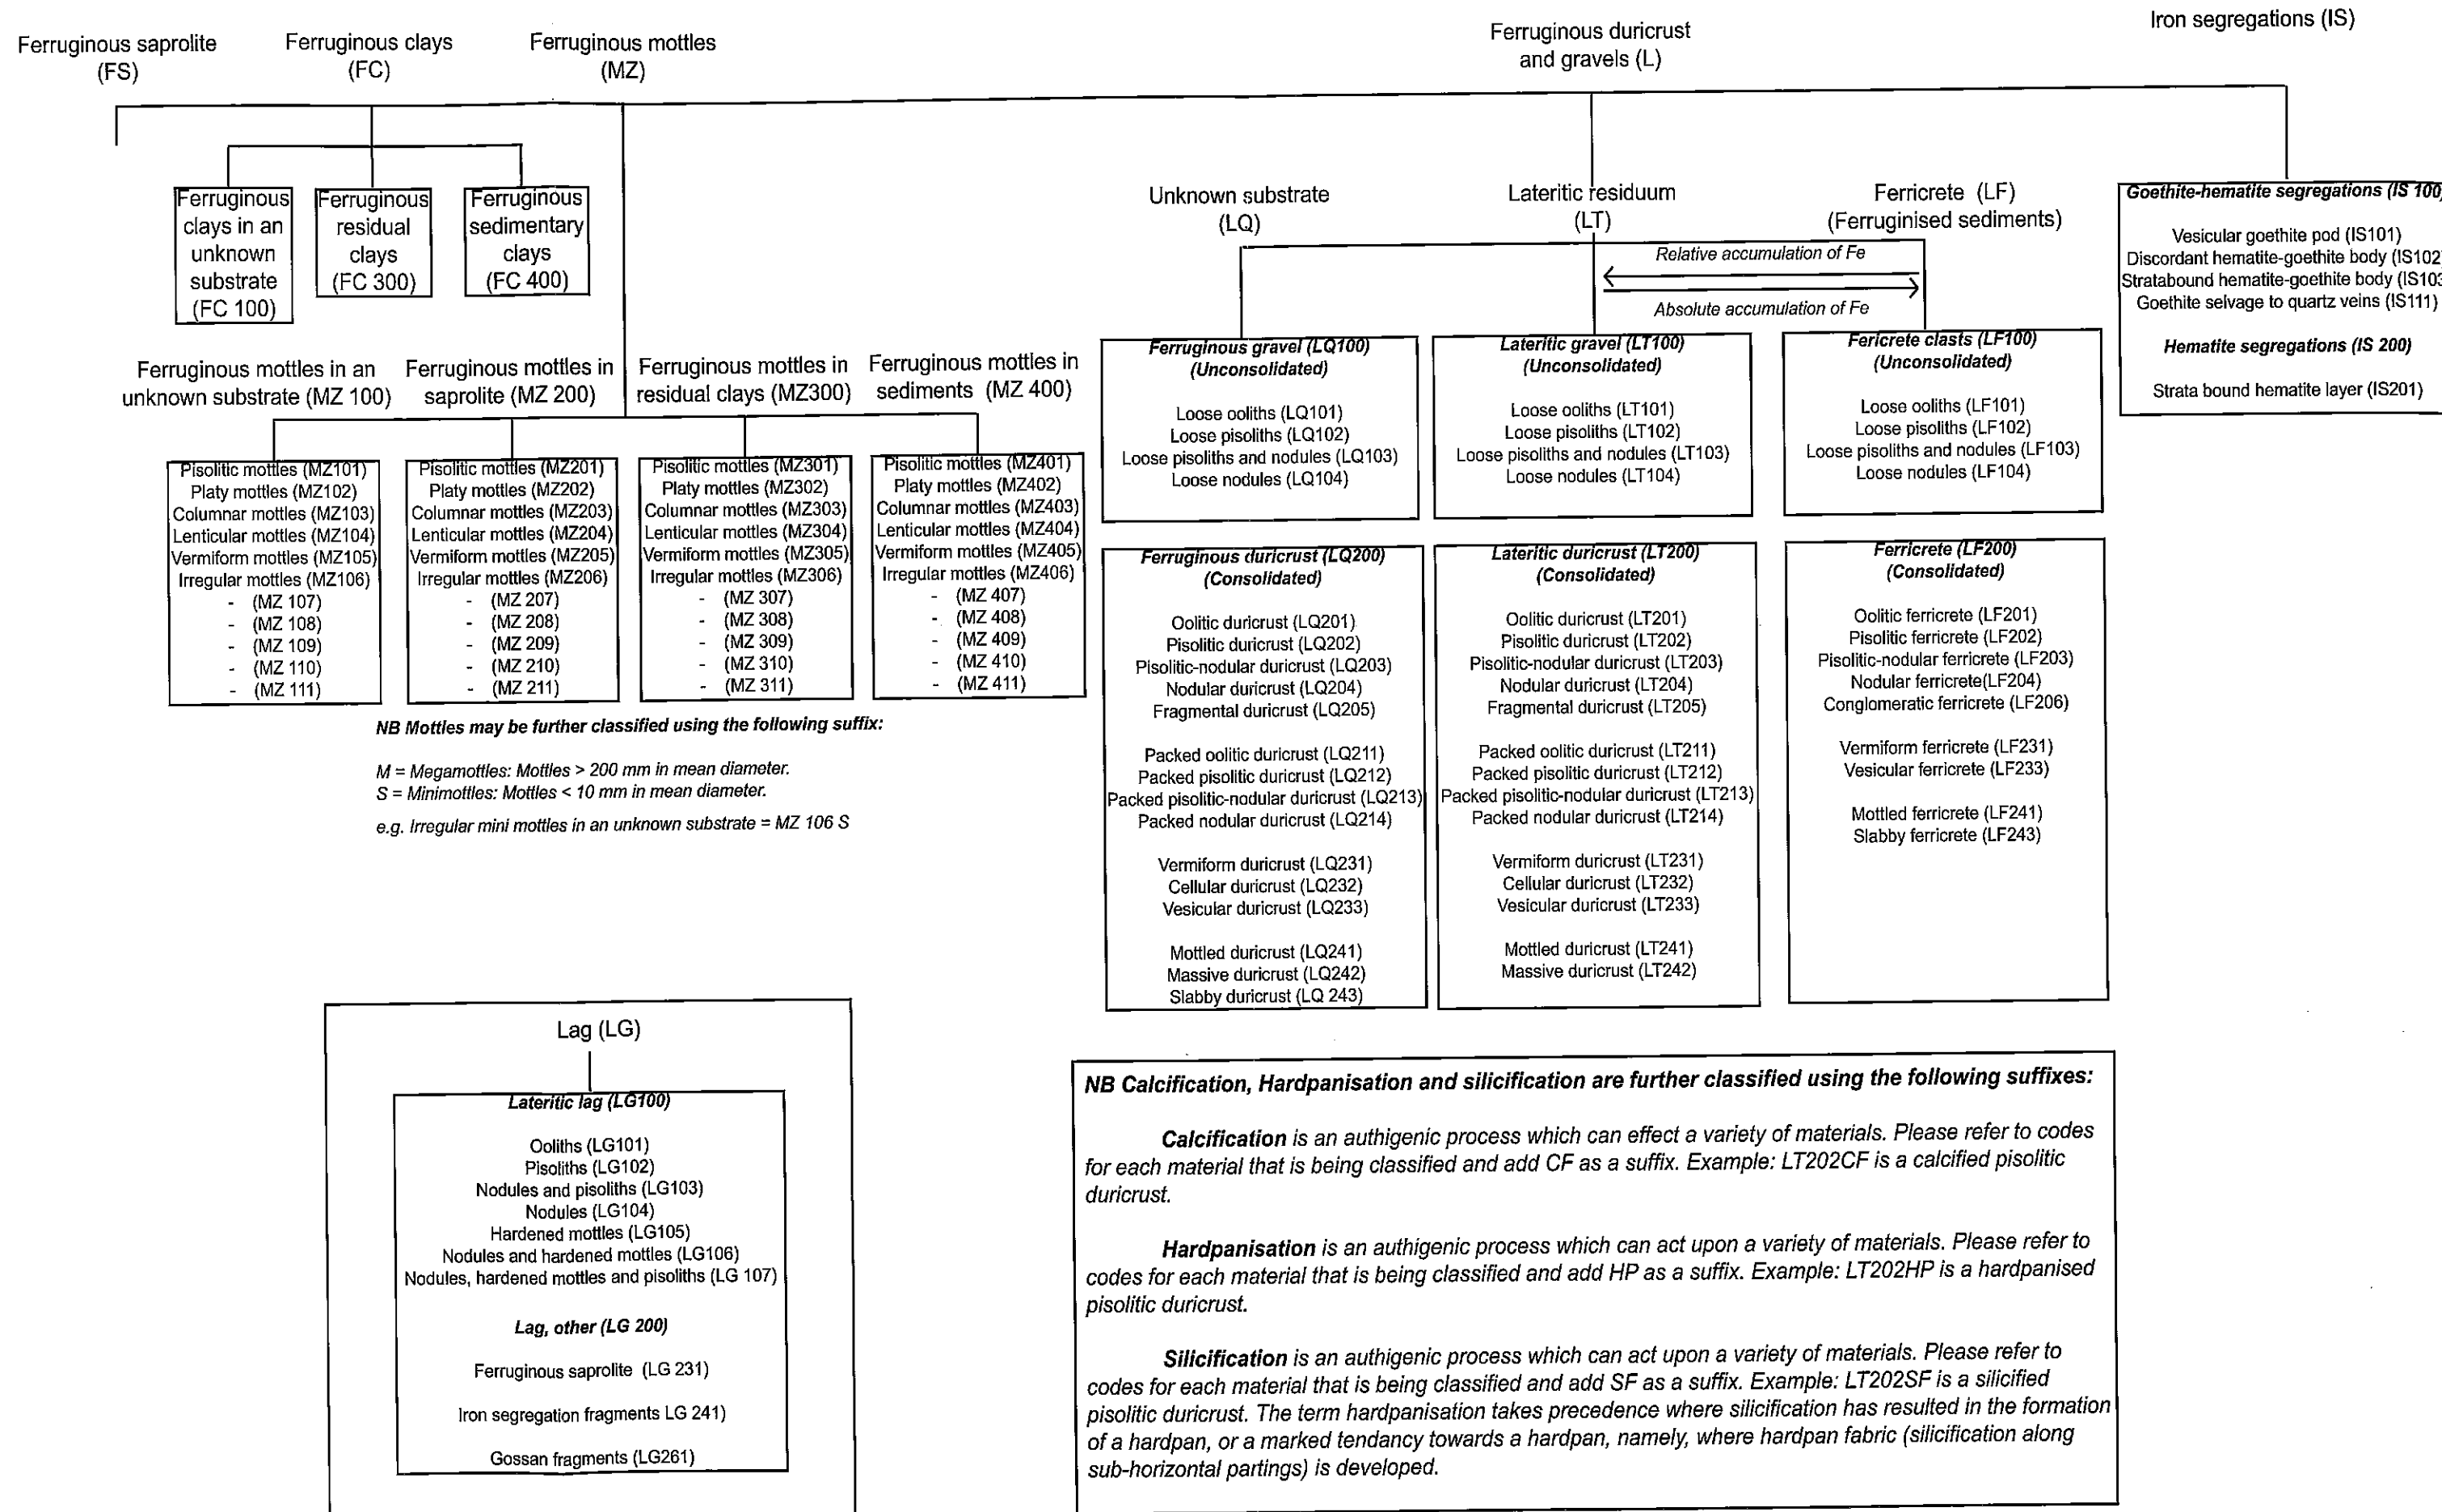 Ferruginous saprolite
(FS)
Ferruginous clays
(FC)
Ferruginous mottles
(MZ)
Ferruginous duricrust
and gravels (L)
Iron segregations (IS)
Ferruginous
clays in an
unknown
substrate
(FC 100)
Ferruginous
residual
clays
(FC 300)
Ferruginous
sedimentary
clays
(FC 400)
Unknown substrate
(LQ)
Lateritic residuum
(LT)
Ferricrete (LF)
(Ferruginised sediments)
Relative accumulation of Fe
Absolute accumulation of Fe
Goethite-hematite segregations (IS 100)
Vesicular goethite pod (IS101)
Discordant hematite-goethite body (IS102)
Stratabound hematite-goethite body (IS103
Goethite selvage to quartz veins (IS111)
Hematite segregations (IS 200)
Strata bound hematite layer (IS201)
Ferruginous mottles in an
unknown substrate (MZ 100)
Ferruginous mottles in
saprolite (MZ 200)
Ferruginous mottles in
residual clays (MZ300)
Ferruginous mottles in
sediments (MZ 400)
Pisolitic mottles (MZ101)
Platy mottles (MZ102)
Columnar mottles (MZ103)
Lenticular mottles (MZ104)
Vermiform mottles (MZ105)
Irregular mottles (MZ106)
- (MZ 107)
- (MZ 108)
- (MZ 109)
- (MZ 110)
- (MZ 111)
Pisolitic mottles (MZ201)
Platy mottles (MZ202)
Columnar mottles (MZ203)
Lenticular mottles (MZ204)
Vermiform mottles (MZ205)
Irregular mottles (MZ206)
- (MZ 207)
- (MZ 208)
- (MZ 209)
- (MZ 210)
- (MZ 211)
Pisolitic mottles (MZ301)
Platy mottles (MZ302)
Columnar mottles (MZ303)
Lenticular mottles (MZ304)
Vermiform mottles (MZ305)
Irregular mottles (MZ306)
- (MZ 307)
- (MZ 308)
- (MZ 309)
- (MZ 310)
- (MZ 311)
Pisolitic mottles (MZ401)
Platy mottles (MZ402)
Columnar mottles (MZ403)
Lenticular mottles (MZ404)
Vermiform mottles (MZ405)
Irregular mottles (MZ406)
- (MZ 407)
- (MZ 408)
- (MZ 409)
- (MZ 410)
- (MZ 411)
NB Mottles may be further classified using the following suffix:
M = Megamottles: Mottles > 200 mm in mean diameter.
S = Minimottles: Mottles < 10 mm in mean diameter.
e.g. Irregular mini mottles in an unknown substrate = MZ 106 S
Ferruginous gravel (LQ100)
(Unconsolidated)
Loose ooliths (LQ101)
Loose pisoliths (LQ102)
Loose pisoliths and nodules (LQ103)
Loose nodules (LQ104)
Lateritic gravel (LT100)
(Unconsolidated)
Loose ooliths (LT101)
Loose pisoliths (LT102)
Loose pisoliths and nodules (LT103)
Loose nodules (LT104)
Fericrete clasts (LF100)
(Unconsolidated)
Loose ooliths (LF101)
Loose pisoliths (LF102)
Loose pisoliths and nodules (LF103)
Loose nodules (LF104)
Ferruginous duricrust (LQ200)
(Consolidated)
Oolitic duricrust (LQ201)
Pisolitic duricrust (LQ202)
Pisolitic-nodular duricrust (LQ203)
Nodular duricrust (LQ204)
Fragmental duricrust (LQ205)
Packed oolitic duricrust (LQ211)
Packed pisolitic duricrust (LQ212)
Packed pisolitic-nodular duricrust (LQ213)
Packed nodular duricrust (LQ214)
Vermiform duricrust (LQ231)
Cellular duricrust (LQ232)
Vesicular duricrust (LQ233)
Mottled duricrust (LQ241)
Massive duricrust (LQ242)
Slabby duricrust (LQ 243)
Lateritic duricrust (LT200)
(Consolidated)
Oolitic duricrust (LT201)
Pisolitic duricrust (LT202)
Pisolitic-nodular duricrust (LT203)
Nodular duricrust (LT204)
Fragmental duricrust (LT205)
Packed oolitic duricrust (LT211)
Packed pisolitic duricrust (LT212)
Packed pisolitic-nodular duricrust (LT213)
Packed nodular duricrust (LT214)
Vermiform duricrust (LT231)
Cellular duricrust (LT232)
Vesicular duricrust (LT233)
Mottled duricrust (LT241)
Massive duricrust (LT242)
Ferricrete (LF200)
(Consolidated)
Oolitic ferricrete (LF201)
Pisolitic ferricrete (LF202)
Pisolitic-nodular ferricrete (LF203)
Nodular ferricrete(LF204)
Conglomeratic ferricrete (LF206)
Vermiform ferricrete (LF231)
Vesicular ferricrete (LF233)
Mottled ferricrete (LF241)
Slabby ferricrete (LF243)
Lag (LG)
Lateritic lag (LG100)
Ooliths (LG101)
Pisoliths (LG102)
Nodules and pisoliths (LG103)
Nodules (LG104)
Hardened mottles (LG105)
Nodules and hardened mottles (LG106)
Nodules, hardened mottles and pisoliths (LG 107)
Lag, other (LG 200)
Ferruginous saprolite (LG 231)
Iron segregation fragments LG 241)
Gossan fragments (LG261)
NB Calcification, Hardpanisation and silicification are further classified using the following suffixes:
Calcification is an authigenic process which can effect a variety of materials. Please refer to codes
for each material that is being classified and add CF as a suffix. Example: LT202CF is a calcified pisolitic
duricrust.
Hardpanisation is an authigenic process which can act upon a variety of materials. Please refer to
codes for each material that is being classified and add HP as a suffix. Example: LT202HP is a hardpanised
pisolitic duricrust.
Silicification is an authigenic process which can act upon a variety of materials. Please refer to
codes for each material that is being classified and add SF as a suffix. Example: LT202SF is a silicified
pisolitic duricrust. The term hardpanisation takes precedence where silicification has resulted in the formation
of a hardpan, or a marked tendancy towards a hardpan, namely, where hardpan fabric (silicification along
sub-horizontal partings) is developed.